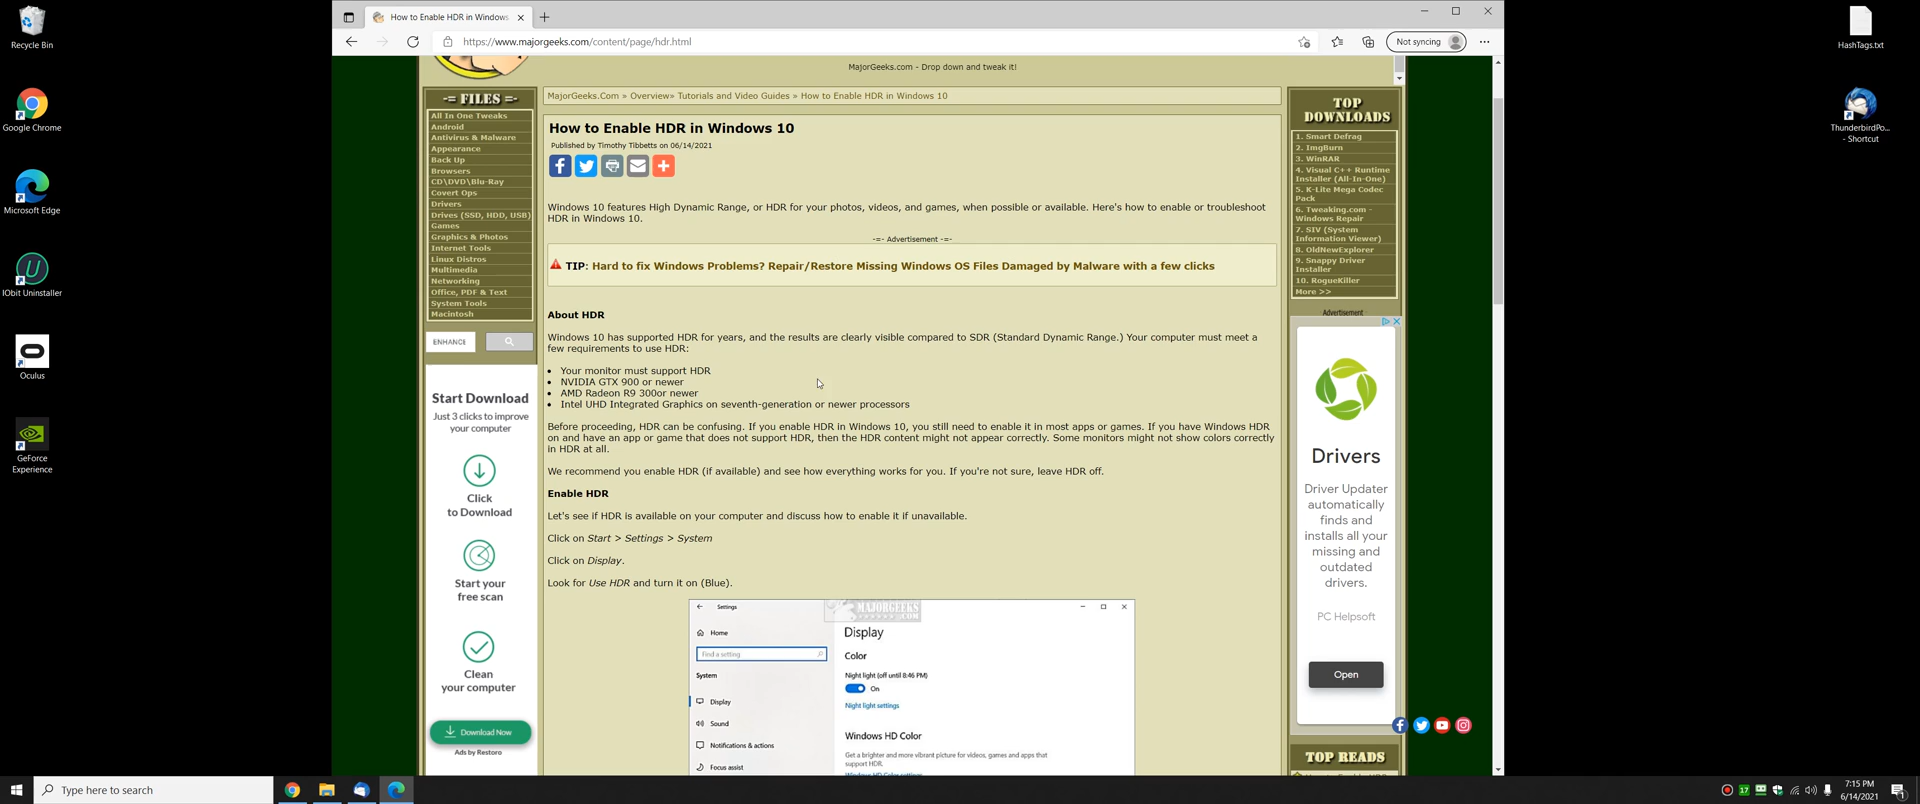 Recycle Bin
Google Chrome
Microsoft Edge
IObit Uninstaller
Oculus
GeForce
Experience
How to Enable HDR in Windows
https://www.majorgeeks.com/content/page/hdr.html
Not syncing
HashTags.txt
ThunderbirdPo...
- Shortcut
MajorGeeks.com - Drop down and tweak it!
-= FILES =-
All In One Tweaks
Android
Antivirus & Malware
Appearance
Back Up
Browsers
CD\DVD\Blu-Ray
Covert Ops
Drivers
Drives (SSD, HDD, USB)
Games
Graphics & Photos
Internet Tools
Linux Distros
Multimedia
Networking
Office, PDF & Text
System Tools
Macintosh
ENHANCE
Start Download
Just 3 clicks to improve
your computer
Click
to Download
Start your
free scan
Clean
your computer
Download Now
Ads by Restoro
MajorGeeks.Com » Overview» Tutorials and Video Guides » How to Enable HDR in Windows 10
How to Enable HDR in Windows 10
Published by Timothy Tibbetts on 06/14/2021
Windows 10 features High Dynamic Range, or HDR for your photos, videos, and games, when possible or available. Here's how to enable or troubleshoot
HDR in Windows 10.
-=- Advertisement -=-
TIP: Hard to fix Windows Problems? Repair/Restore Missing Windows OS Files Damaged by Malware with a few clicks
About HDR
Windows 10 has supported HDR for years, and the results are clearly visible compared to SDR (Standard Dynamic Range.) Your computer must meet a
few requirements to use HDR:
• Your monitor must support HDR
• NVIDIA GTX 900 or newer
• AMD Radeon R9 300or newer
• Intel UHD Integrated Graphics on seventh-generation or newer processors
Before proceeding, HDR can be confusing. If you enable HDR in Windows 10, you still need to enable it in most apps or games. If you have Windows HDR
on and have an app or game that does not support HDR, then the HDR content might not appear correctly. Some monitors might not show colors correctly
in HDR at all.
We recommend you enable HDR (if available) and see how everything works for you. If you're not sure, leave HDR off.
Enable HDR
Let's see if HDR is available on your computer and discuss how to enable it if unavailable.
Click on Start > Settings > System
Click on Display.
Look for Use HDR and turn it on (Blue).
Settings
MAJORGEEKS
.COM
Home
Find a setting
System
Display
Sound
Notifications & actions
Focus assist
Display
Color
Night light (off until 8:46 PM)
On
Night light settings
Windows HD Color
Get a brighter and more vibrant picture for videos, games and apps that
support HDR.
Windows HD Color settings
TOP
DOWNLOADS
1. Smart Defrag
2. ImgBurn
3. WinRAR
4. Visual C++ Runtime
Installer (All-In-One)
5. K-Lite Mega Codec
Pack
6. Tweaking.com -
Windows Repair
7. SIV (System
Information Viewer)
8. OldNewExplorer
9. Snappy Driver
Installer
10. RogueKiller
More >>
Advertisement
Drivers
Driver Updater
automatically
finds and
installs all your
missing and
outdated
drivers.
PC Helpsoft
Open
TOP READS
Type here to search
17
7:15 PM
6/14/2021
1